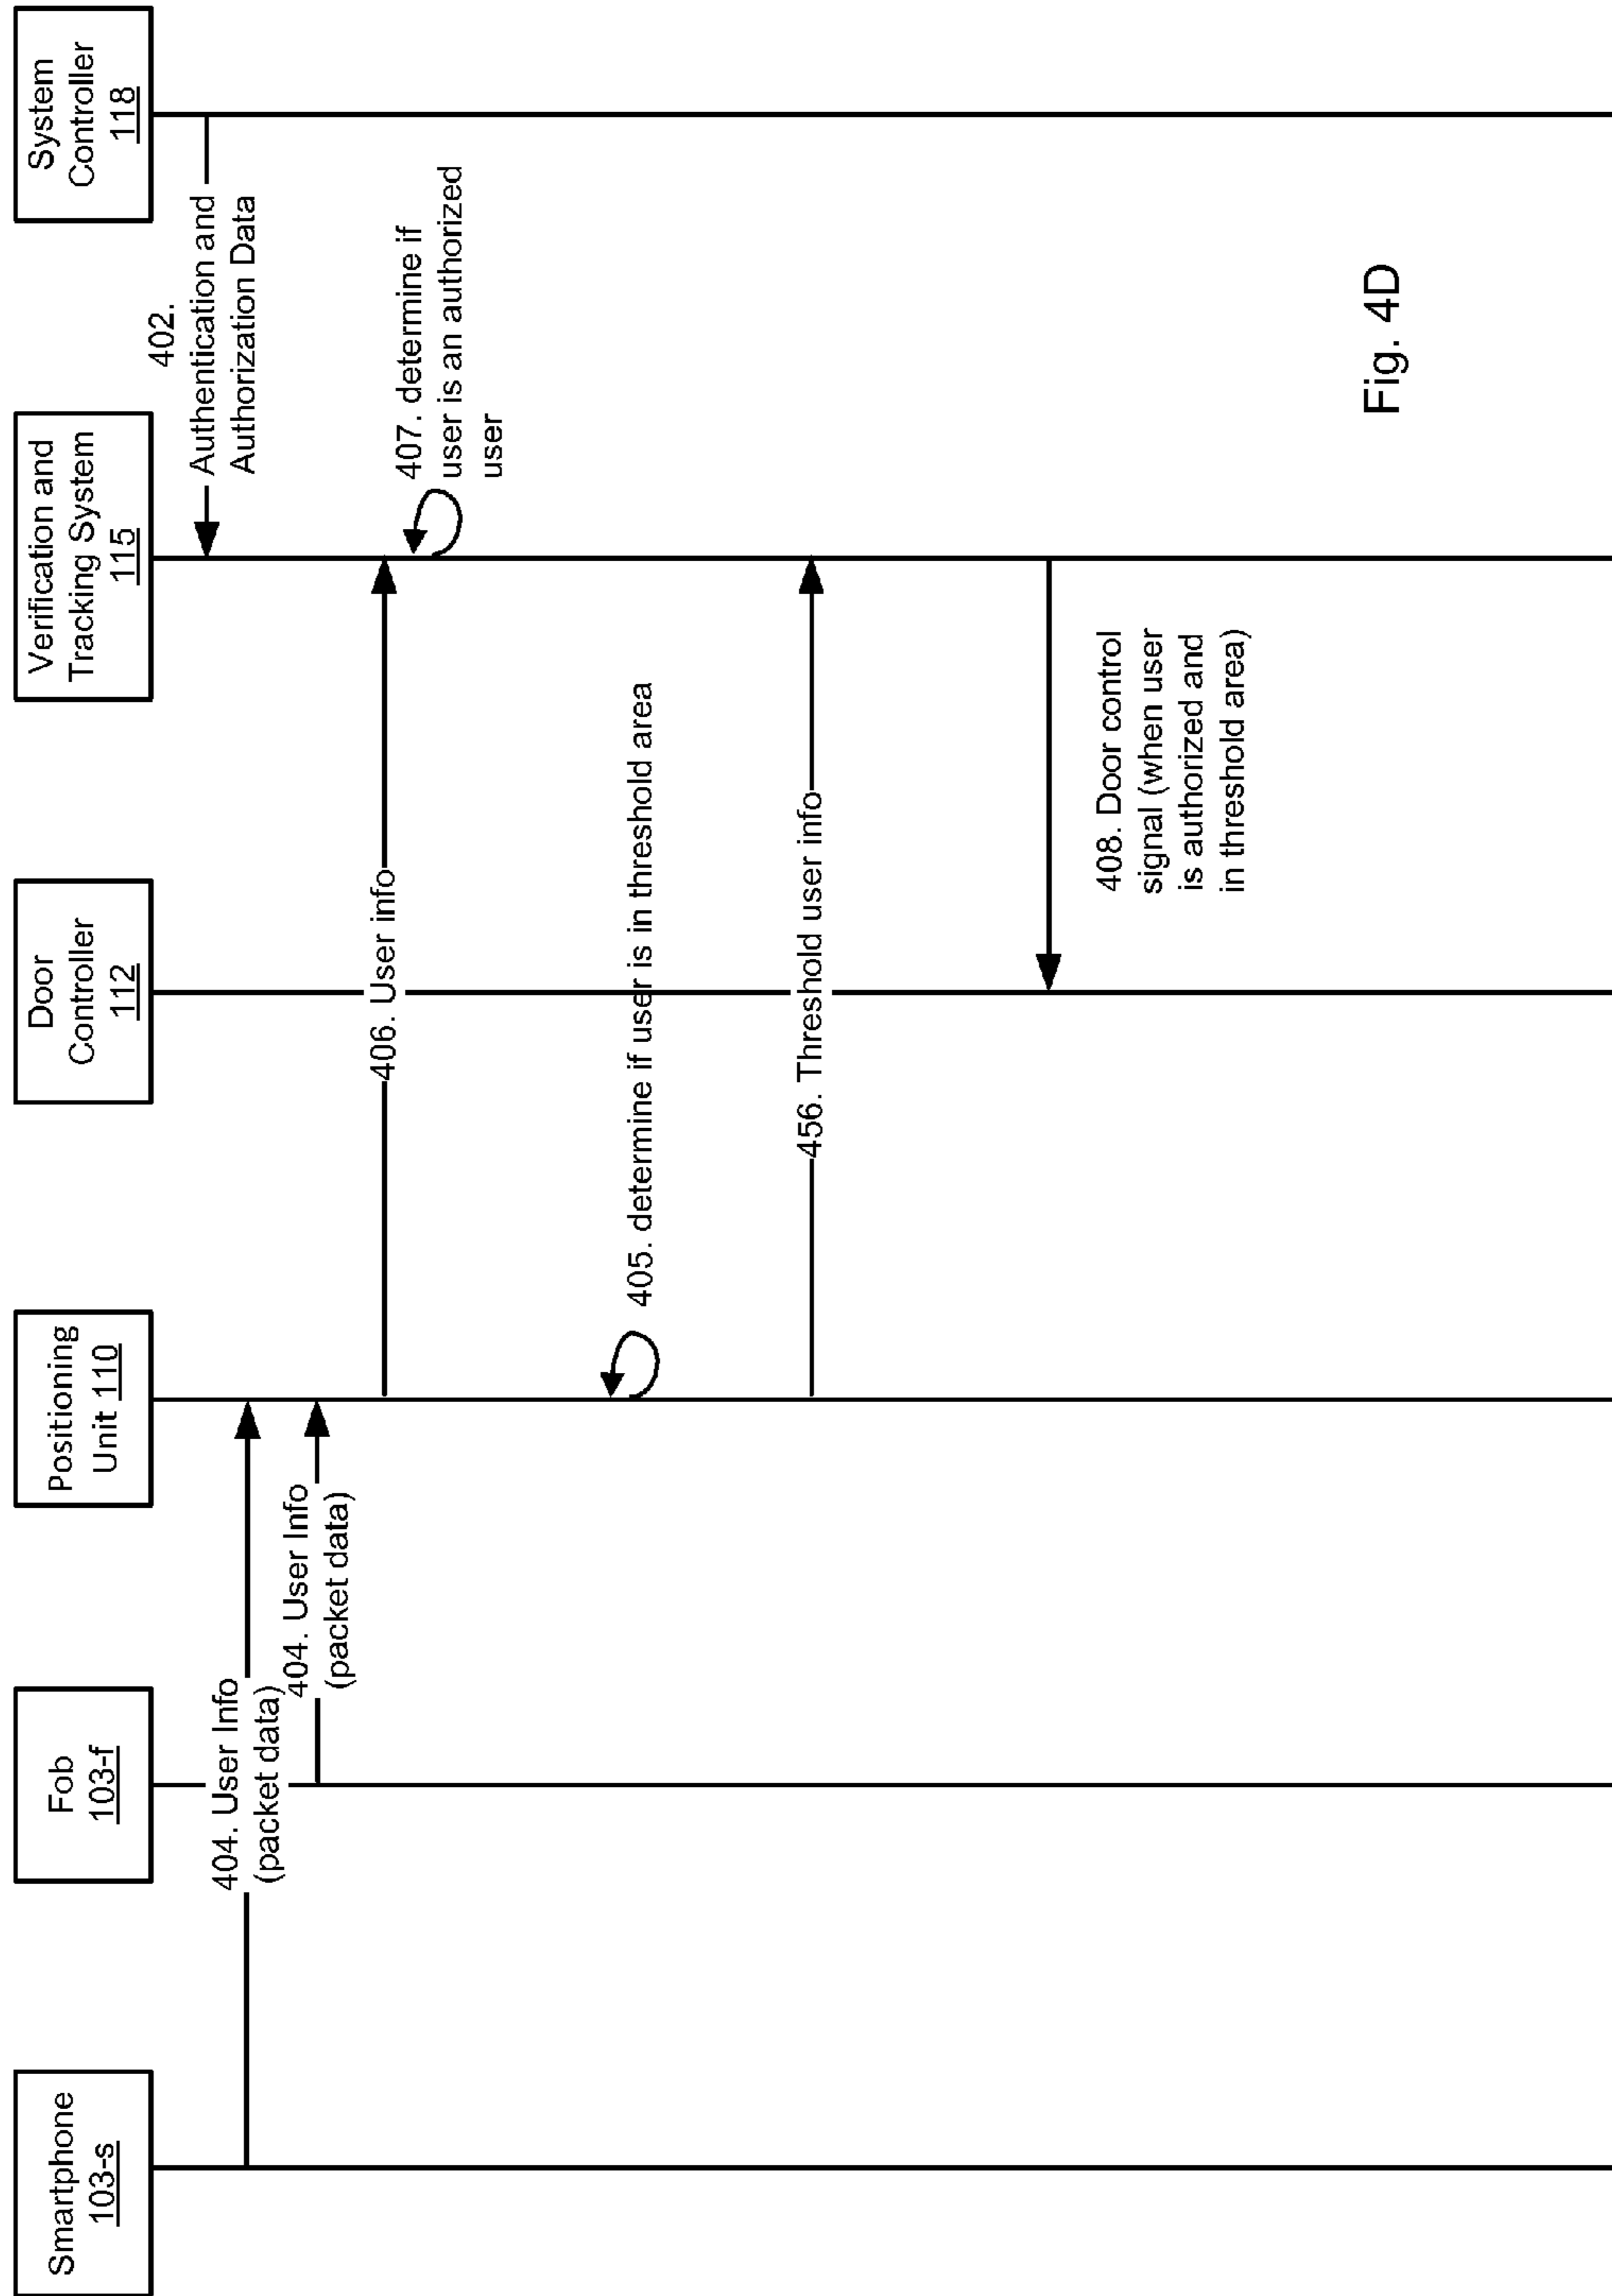 Smartphone
103-s
Fob
103-f
Positioning
Unit 110
Door
Controller
112
Verification and
Tracking System
115
System
Controller
118
402.
Authentication and
Authorization Data
404. User Info
(packet data)
404. User Info
(packet data)
406. User info
407. determine if
user is an authorized
user
405. determine if user is in threshold area
456. Threshold user info
408. Door control
signal (when user
is authorized and
in threshold area)
Fig. 4D